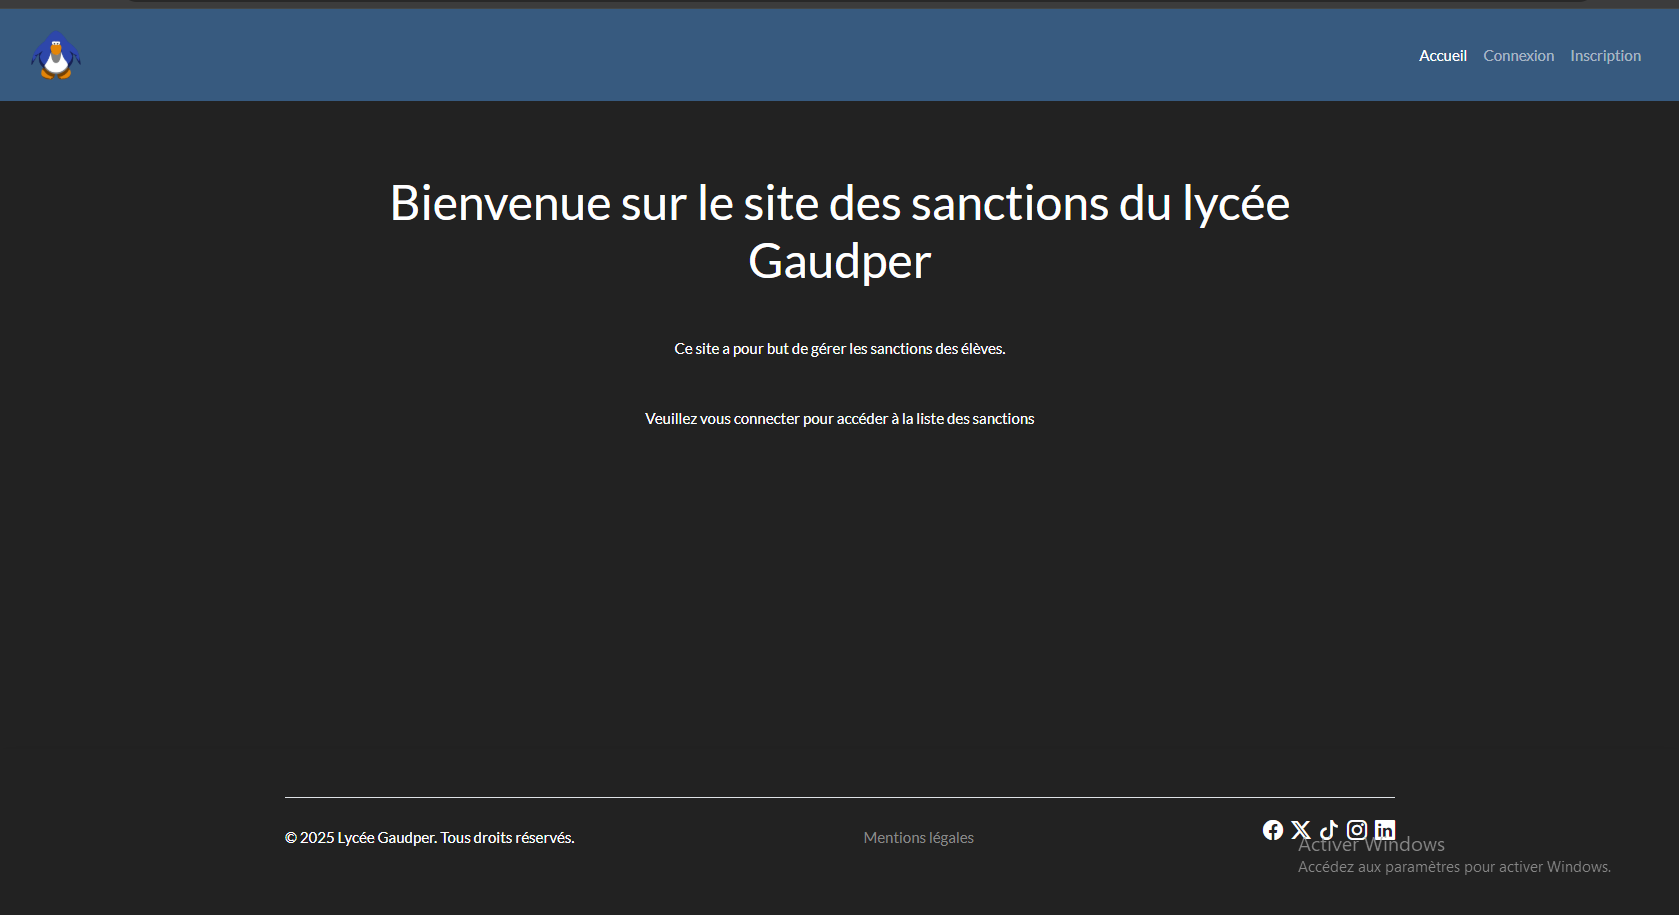 Accueil Connexion Inscription
Bienvenue sur le site des sanctions du lycée
Gaudper
Ce site a pour but de gérer les sanctions des élèves.
Veuillez vous connecter pour accéder à la liste des sanctions
© 2025 Lycée Gaudper. Tous droits réservés. Mentions légales
Activer Windows
Accédez aux paramètres pour activer Windows.